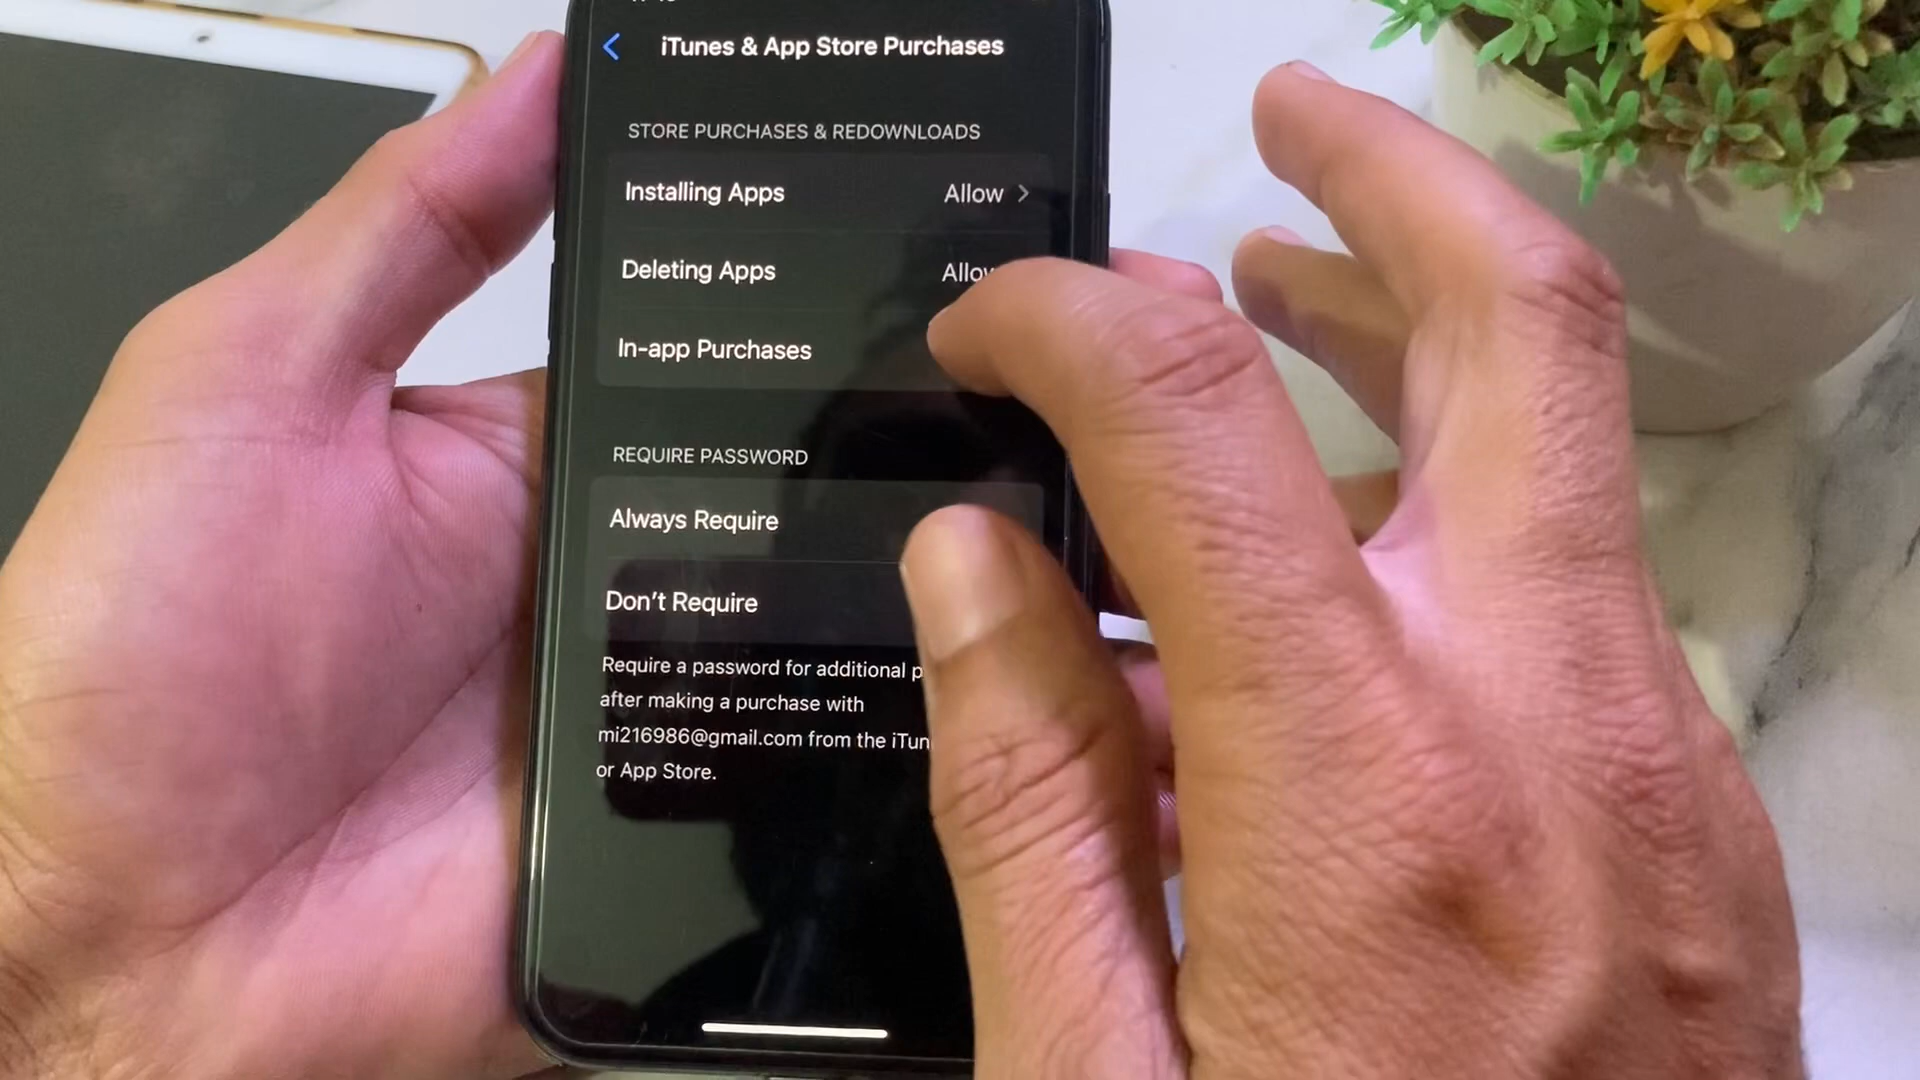 iTunes & App Store Purchases
STORE PURCHASES & REDOWNLOADS
Installing Apps Allow
Deleting Apps
In-app Purchases
REQUIRE PASSWORD
Always Require
Don't Require
Require a password for additional
after making a purchase with
mi216986@gmail.com from the
or App Store.